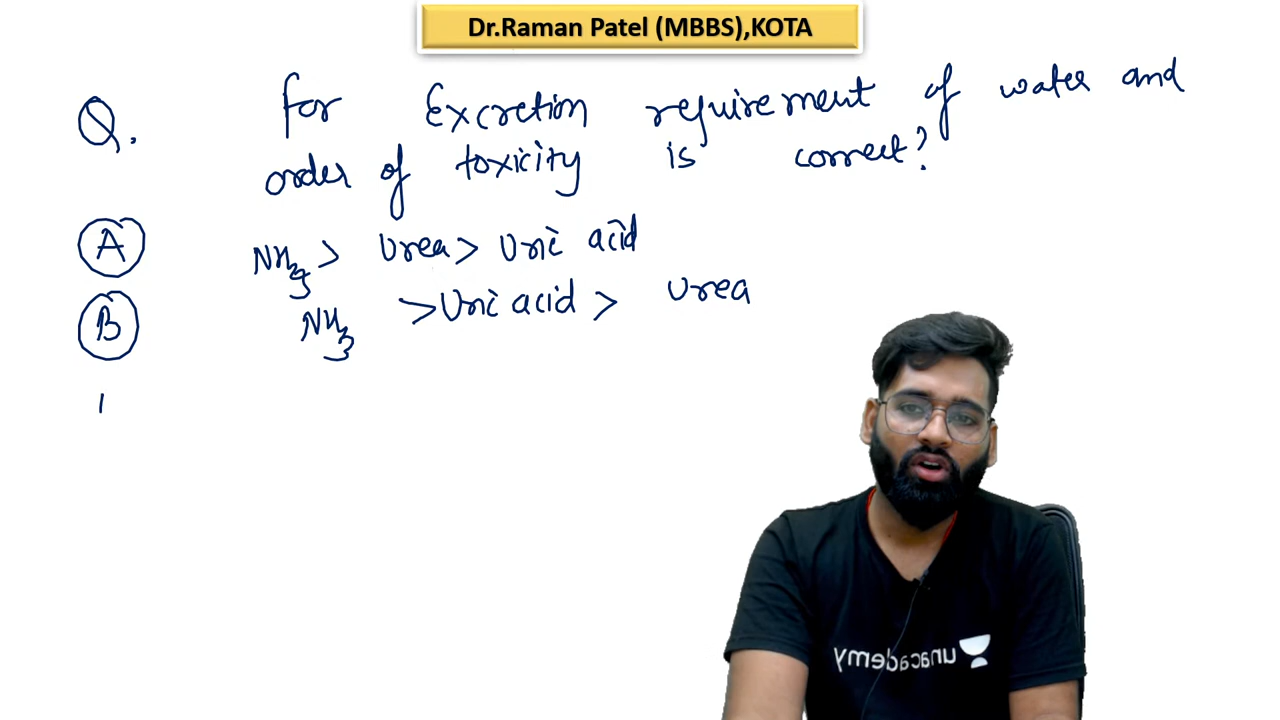 Dr.Raman Patel (MBBS),KOTA
Q. For Excretion requirement of water and
order of toxicity is correct?
A NH3 > Urea > Uric acid
B NH3 > Uric acid > Urea
unacademy